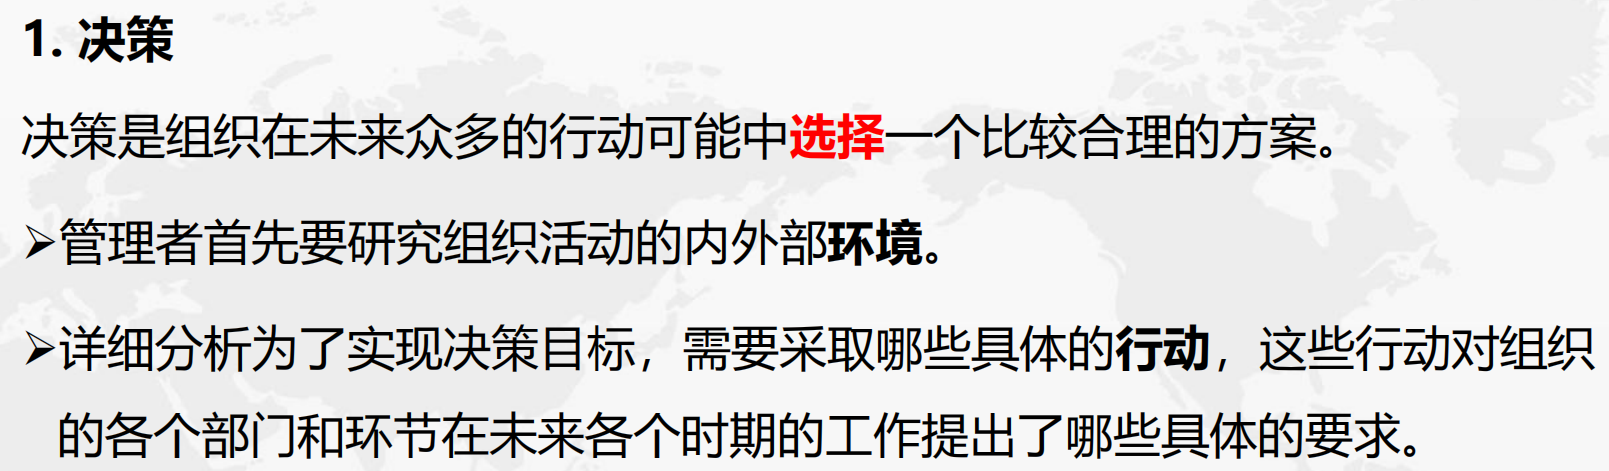 1. 决策
决策是组织在未来众多的行动可能中选择一个比较合理的方案。
➢管理者首先要研究组织活动的内外部环境。
➢详细分析为了实现决策目标，需要采取哪些具体的行动，这些行动对组织
的各个部门和环节在未来各个时期的工作提出了哪些具体的要求。